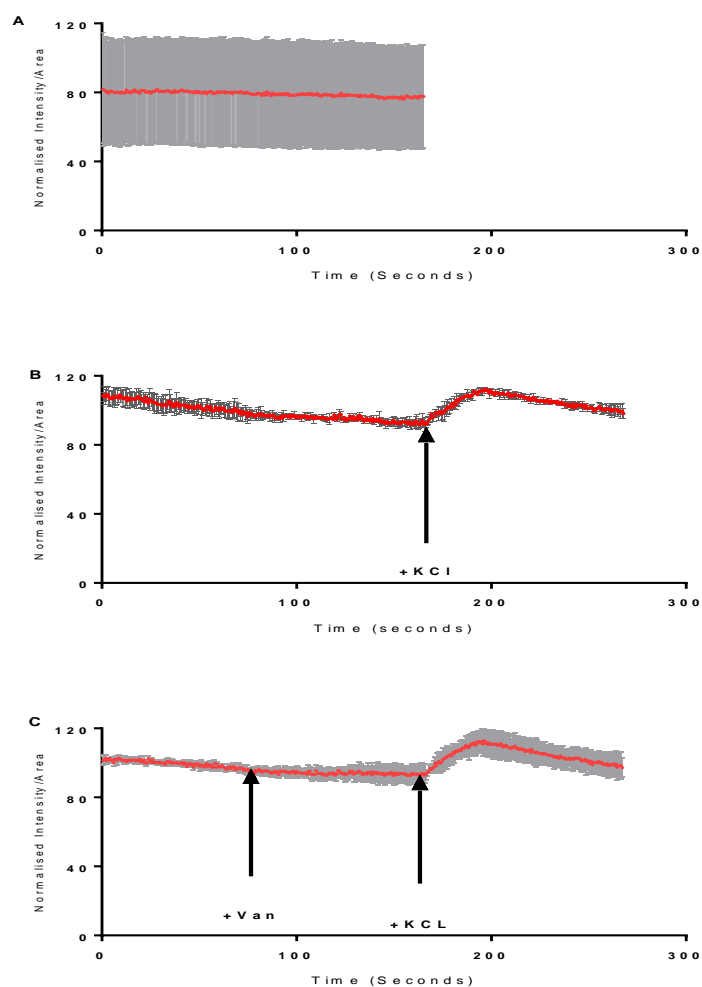 A
120
80
40
0
Normalised Intensity/Area
0 100 200 300
Time (Seconds)
B
120
80
40
0
Normalised Intensity/Area
+KCl
0 100 200 300
Time (seconds)
C
120
80
40
0
Normalised Intensity/Area
+Van
+KCL
0 100 200 300
Time (Seconds)